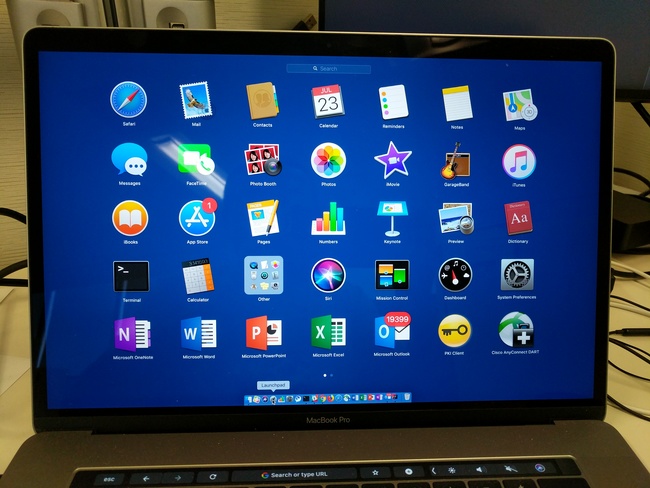 Search
Safari
Mail
Contacts
JUL
23
Calendar
Reminders
Notes
Maps
Messages
FaceTime
Photo Booth
Photos
iMovie
GarageBand
iTunes
iBooks
1
App Store
Pages
Numbers
Keynote
Preview
Dictionary
Aa
Dictionary
>_
Terminal
Calculator
Other
Siri
Mission Control
Dashboard
System Preferences
N
Microsoft OneNote
W
Microsoft Word
P
Microsoft PowerPoint
X
Microsoft Excel
O
19399
Microsoft Outlook
PKI Client
Cisco AnyConnect DART
Launchpad
MacBook Pro
esc
G Search or type URL